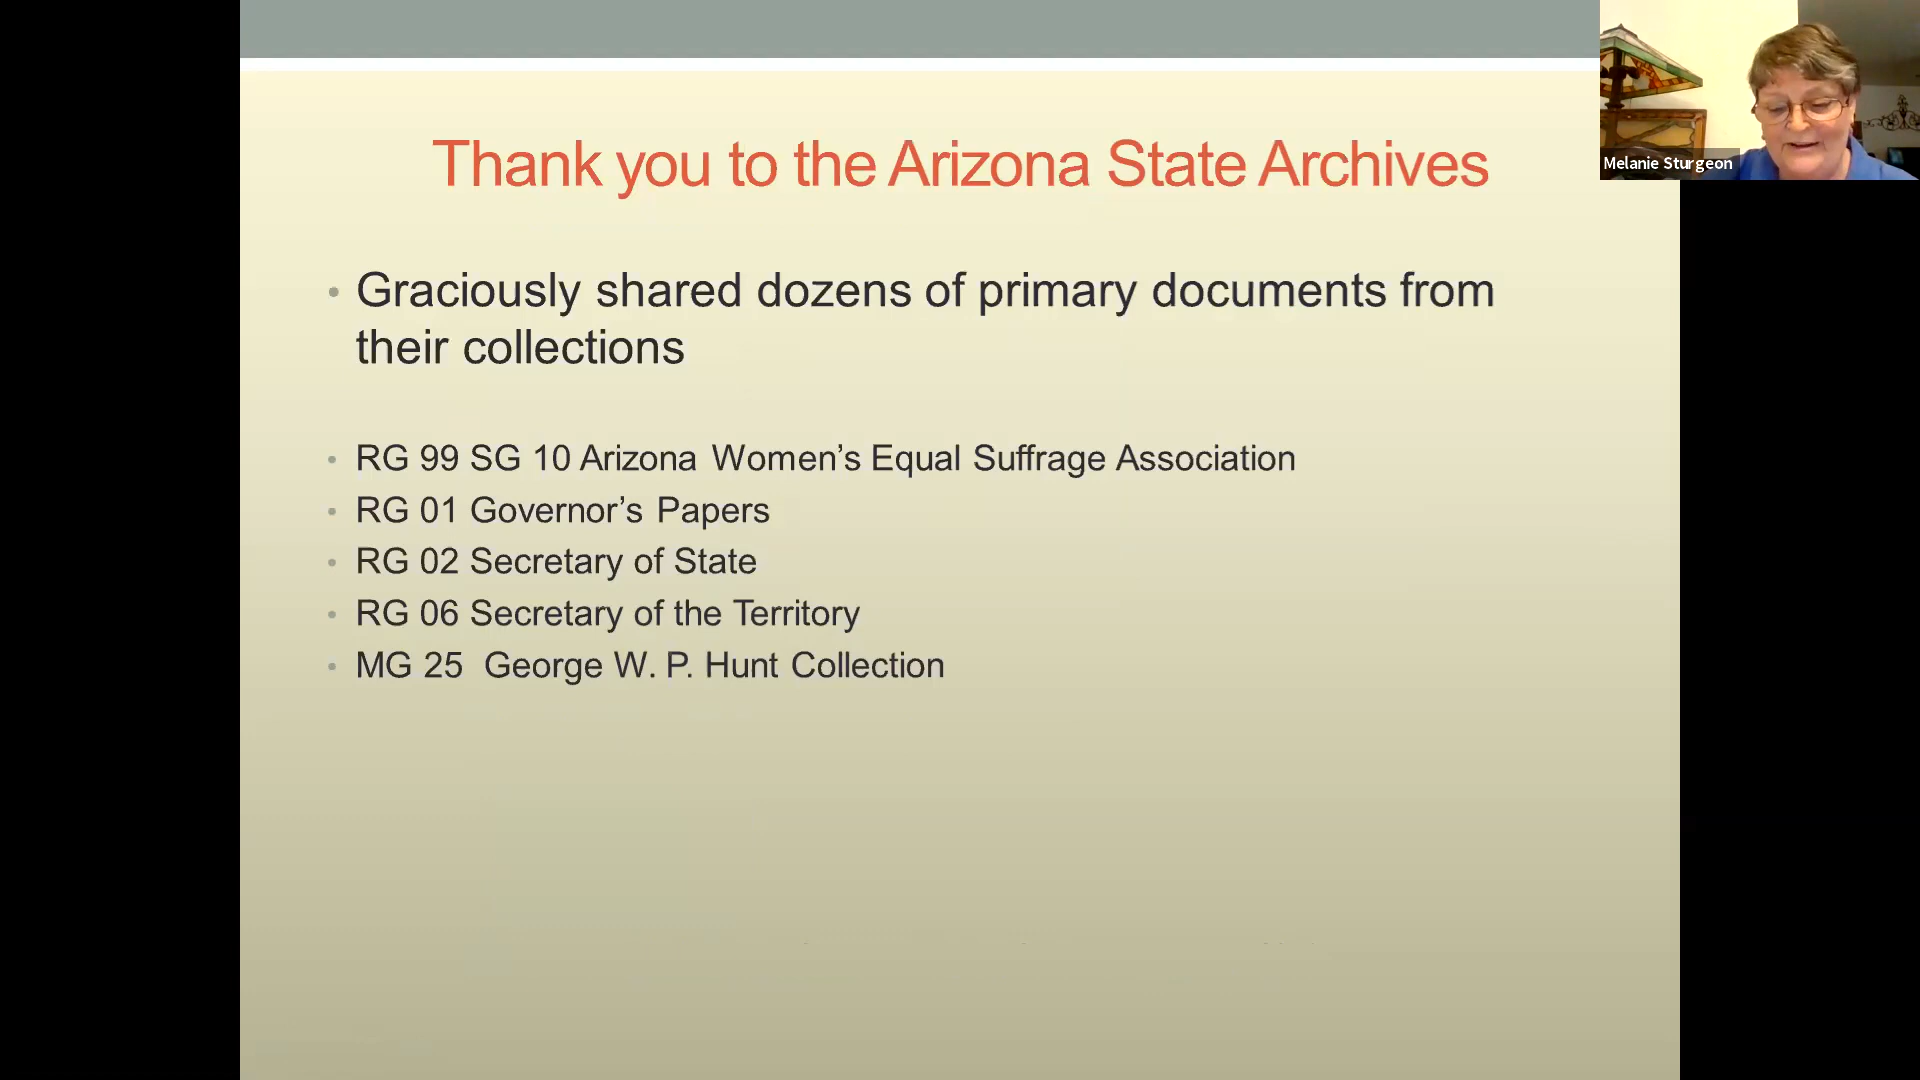 Thank you to the Arizona State Archives
Melanie Sturgeon
• Graciously shared dozens of primary documents from
their collections
• RG 99 SG 10 Arizona Women’s Equal Suffrage Association
• RG 01 Governor’s Papers
• RG 02 Secretary of State
• RG 06 Secretary of the Territory
• MG 25 George W. P. Hunt Collection